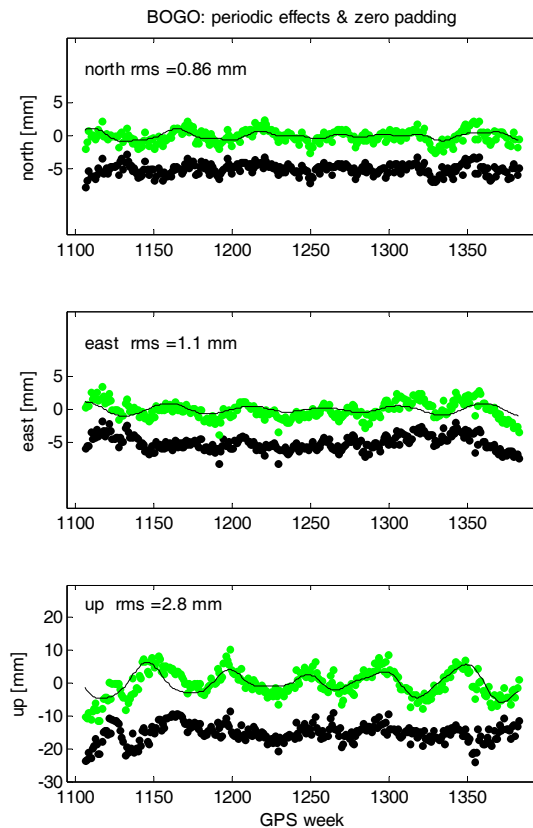 BOGO: periodic effects & zero padding
north rms =0.86 mm
5
0
-5
north [mm]
1100 1150 1200 1250 1300 1350
east rms =1.1 mm
5
0
-5
east [mm]
1100 1150 1200 1250 1300 1350
up rms =2.8 mm
20
10
0
-10
-20
-30
up [mm]
1100 1150 1200 1250 1300 1350
GPS week